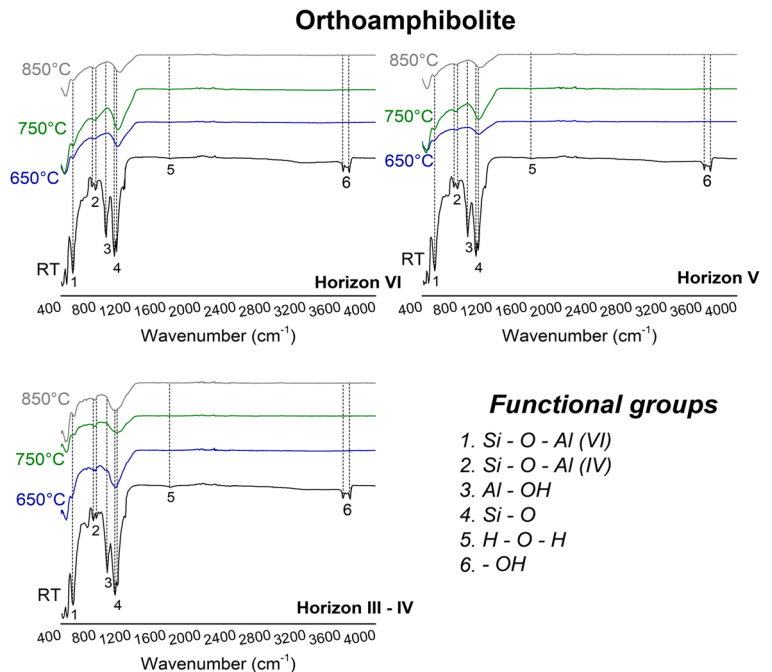 Orthoamphibolite
850°C
750°C
650°C
RT
1
2
3
4
5
6
Horizon VI
400 800 1200 1600 2000 2400 2800 3200 3600 4000
Wavenumber (cm⁻¹)
850°C
750°C
650°C
RT
1
2
3
4
5
6
Horizon V
400 800 1200 1600 2000 2400 2800 3200 3600 4000
Wavenumber (cm⁻¹)
850°C
750°C
650°C
RT
1
2
3
4
5
6
Horizon III - IV
400 800 1200 1600 2000 2400 2800 3200 3600 4000
Wavenumber (cm⁻¹)
Functional groups
1. Si - O - Al (VI)
2. Si - O - Al (IV)
3. Al - OH
4. Si - O
5. H - O - H
6. - OH